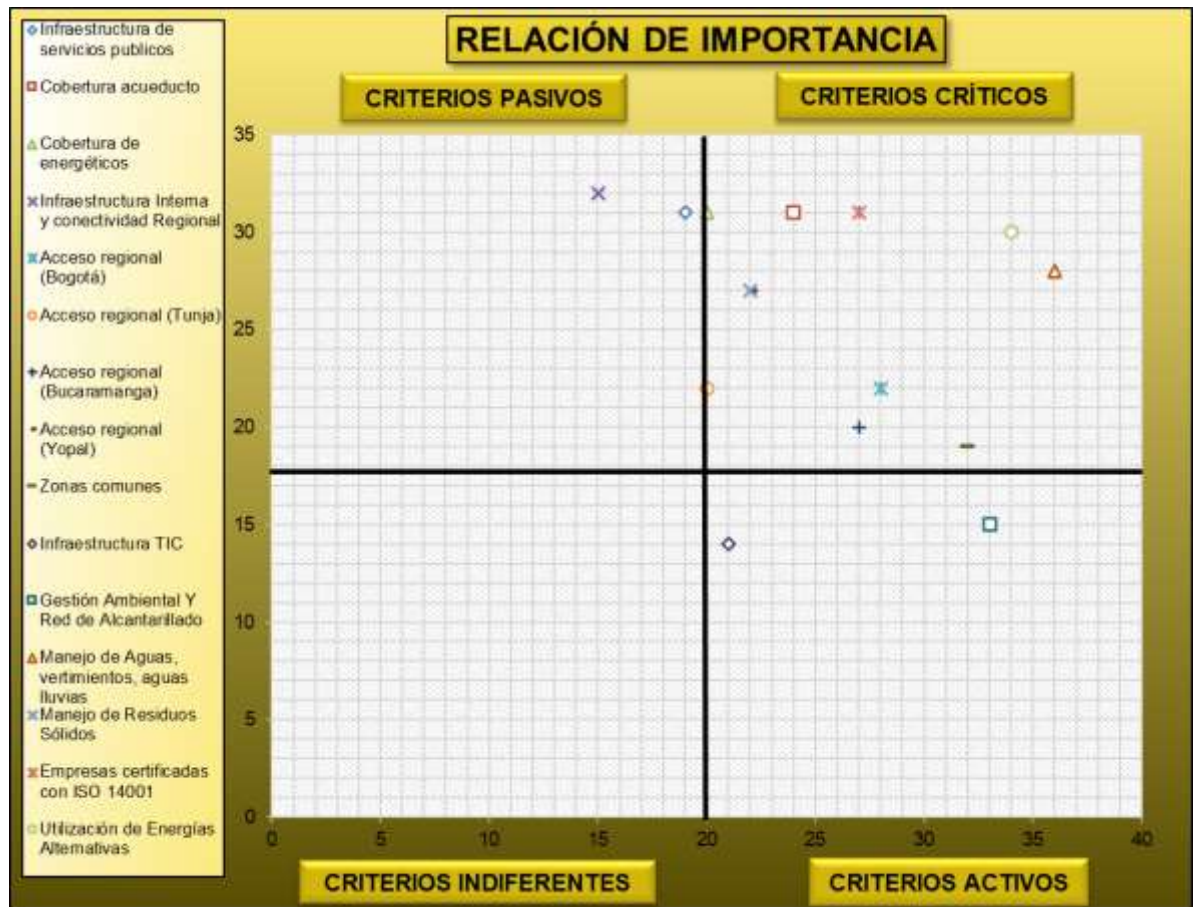 RELACIÓN DE IMPORTANCIA
CRITERIOS PASIVOS
CRITERIOS CRÍTICOS
Infraestructura de
servicios publicos
Cobertura acueducto
Cobertura de
energéticos
Infraestructura Interna
y conectividad Regional
Acceso regional
(Bogotá)
Acceso regional (Tunja)
Acceso regional
(Bucaramanga)
Acceso regional
(Yopal)
Zonas comunes
Infraestructura TIC
Gestión Ambiental Y
Red de Alcantarillado
Manejo de Aguas,
vertimientos, aguas
lluvias
Manejo de Residuos
Sólidos
Empresas certificadas
con ISO 14001
Utilización de Energías
Alternativas
35
30
25
20
15
10
5
0
0 5 10 15 20 25 30 35 40
CRITERIOS INDIFERENTES
CRITERIOS ACTIVOS